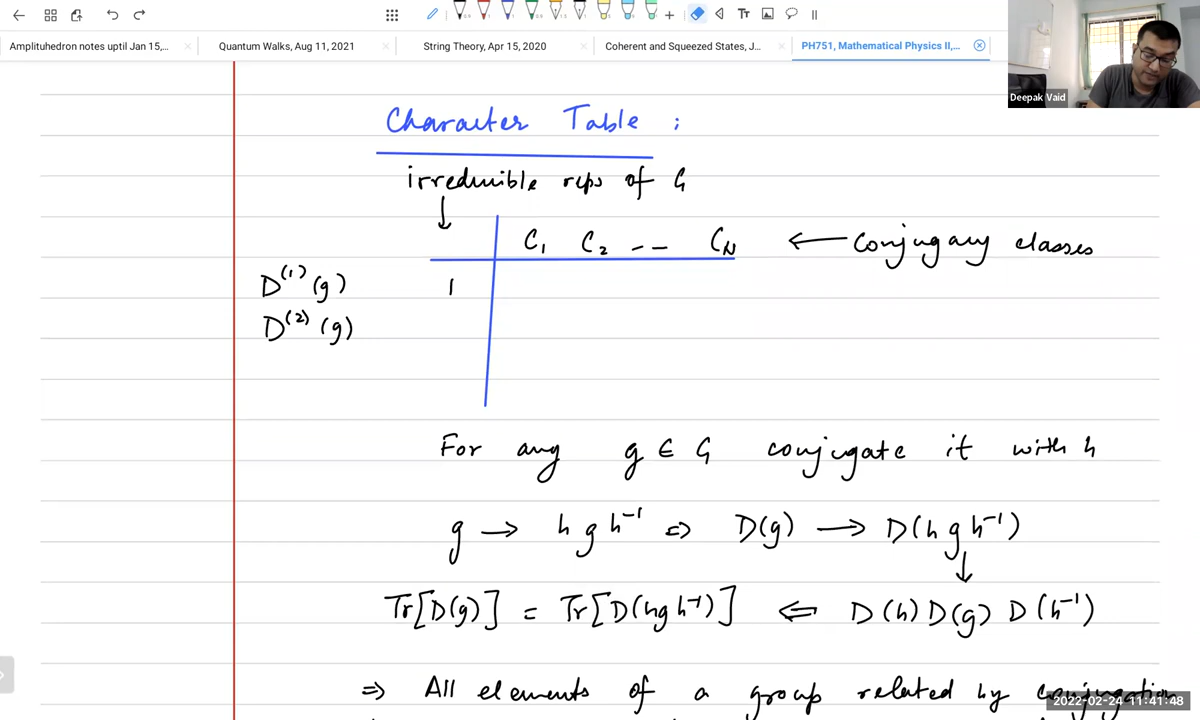 Amplituhedron notes uptil Jan 15,...
Quantum Walks, Aug 11, 2021
String Theory, Apr 15, 2020
Coherent and Squeezed States, J...
PH751, Mathematical Physics II,...
Deepak Vaid
Character Table :
irreducible reps of G
↓
C₁ C₂ -- C_N ← Conjugacy classes
D⁽¹⁾(g) 1
D⁽²⁾(g)
For any g ∈ G conjugate it with h
g → h g h⁻¹ ⇒ D(g) → D(h g h⁻¹)
↓
Tr[D(g)] = Tr[D(hgh⁻¹)] ⇐ D(h) D(g) D(h⁻¹)
⇒ All elements of a group related by conjugation
2022-02-24 11:41:48